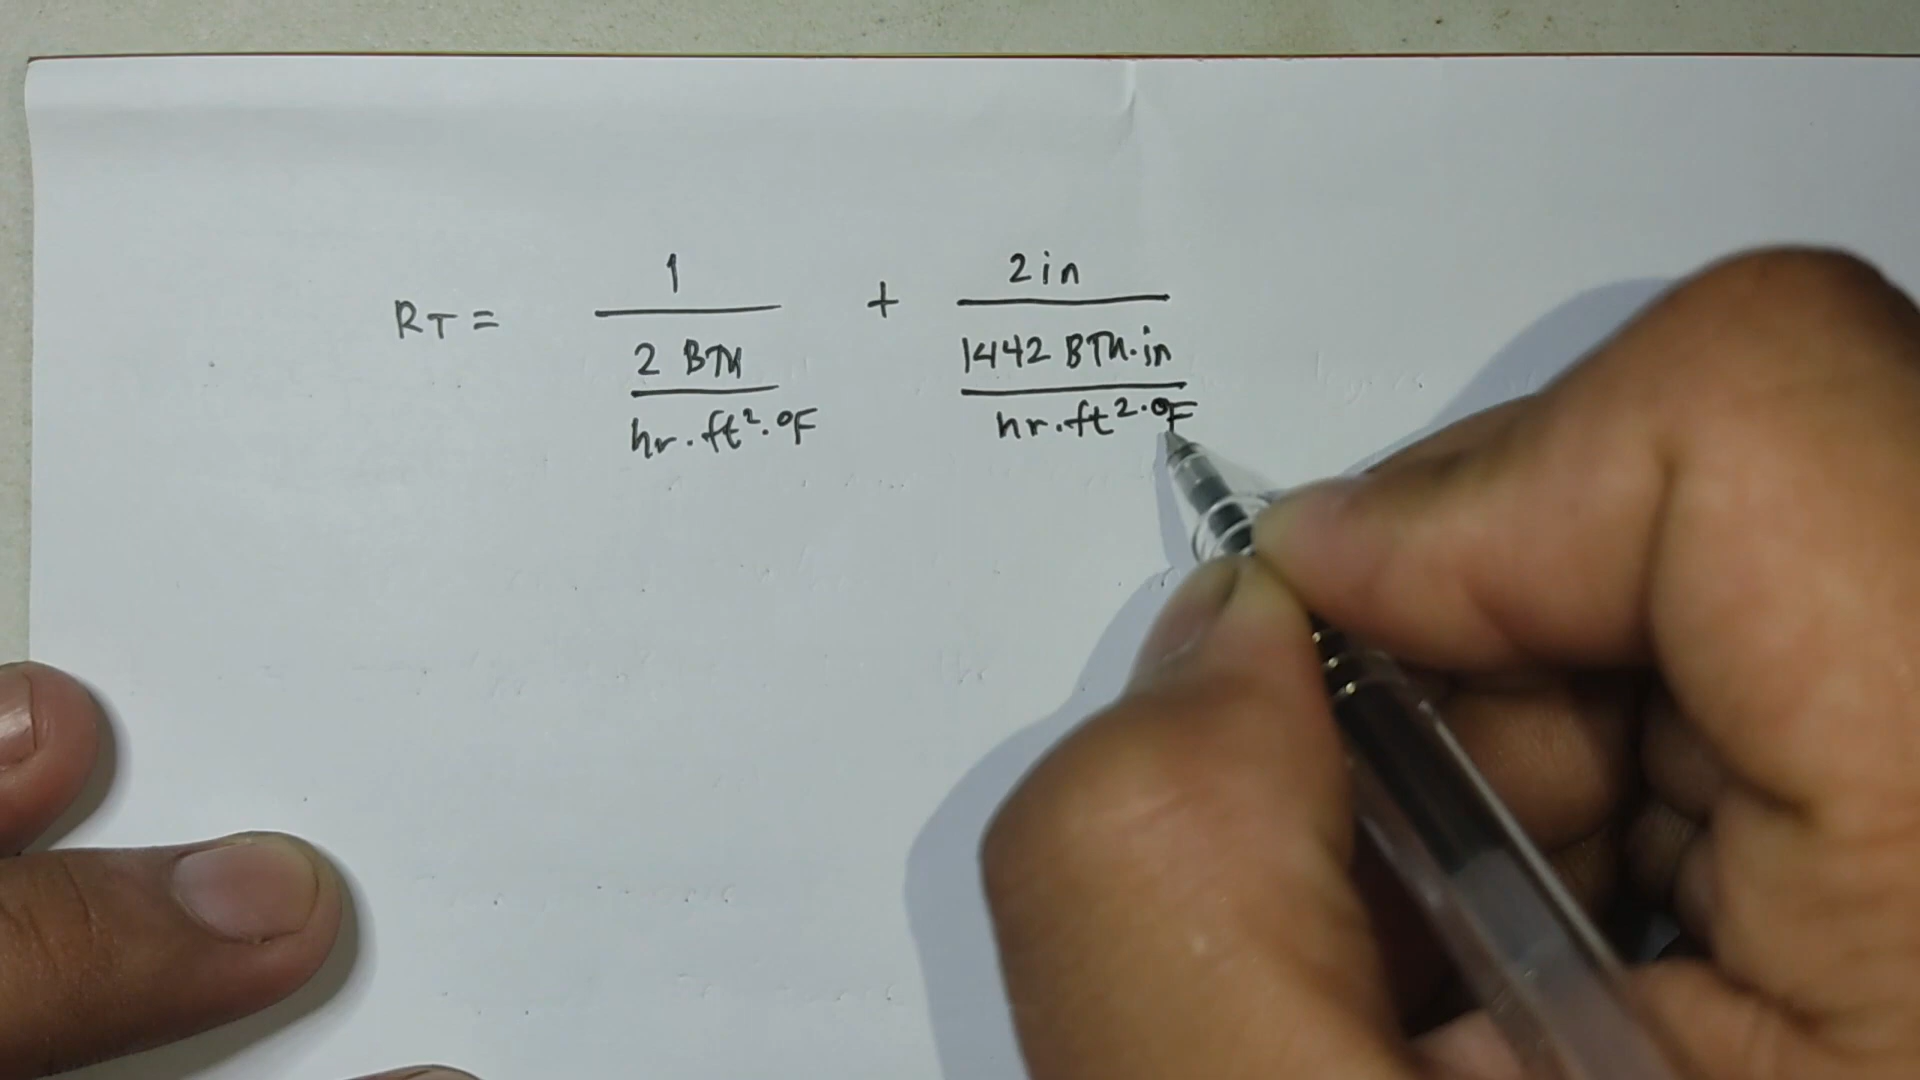 RT = 1 / (2 BTU / hr.ft².°F) + 2 in / (1442 BTU.in / hr.ft².°F)